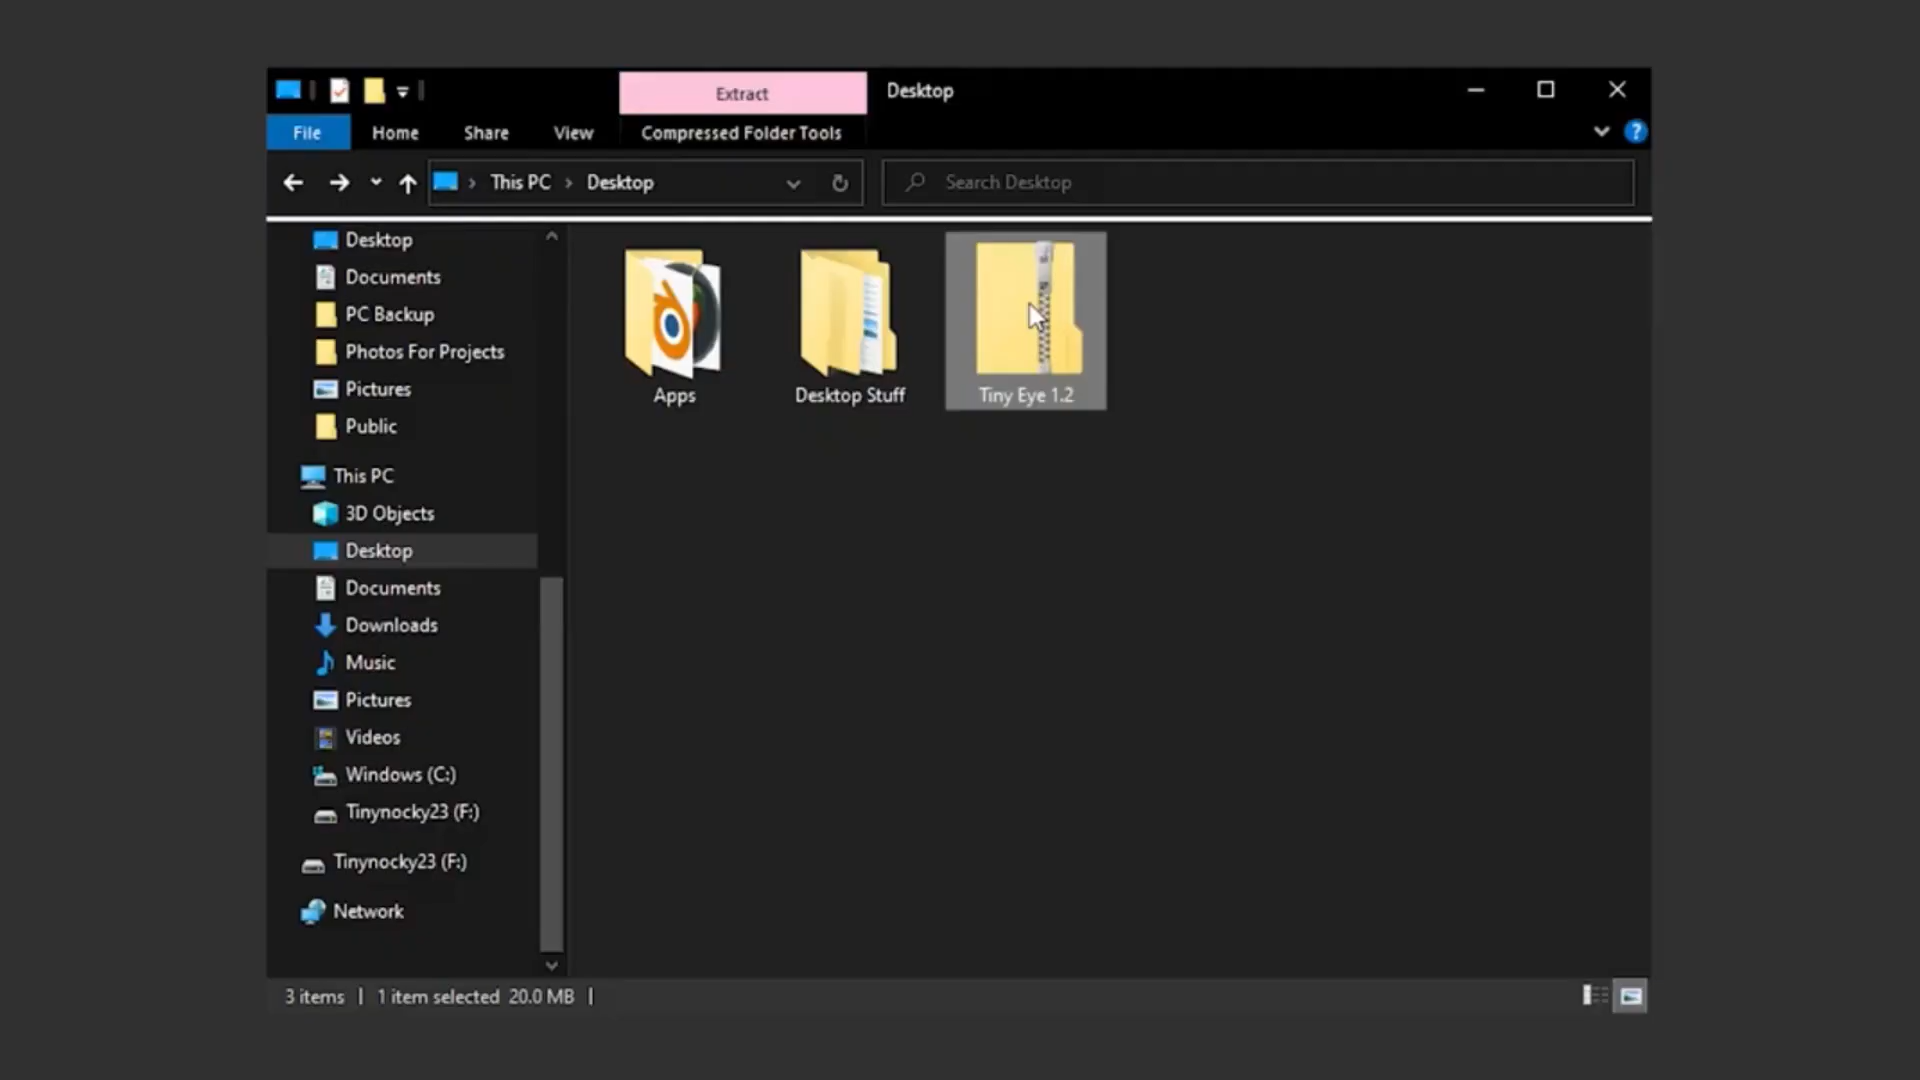 Extract
Desktop
File
Home
Share
View
Compressed Folder Tools
?
This PC
Desktop
Search Desktop
Desktop
Documents
PC Backup
Photos For Projects
Pictures
Public
This PC
3D Objects
Desktop
Documents
Downloads
Music
Pictures
Videos
Windows (C:)
Tinynocky23 (F:)
Tinynocky23 (F:)
Network
Apps
Desktop Stuff
Tiny Eye 1.2
3 items | 1 item selected 20.0 MB |